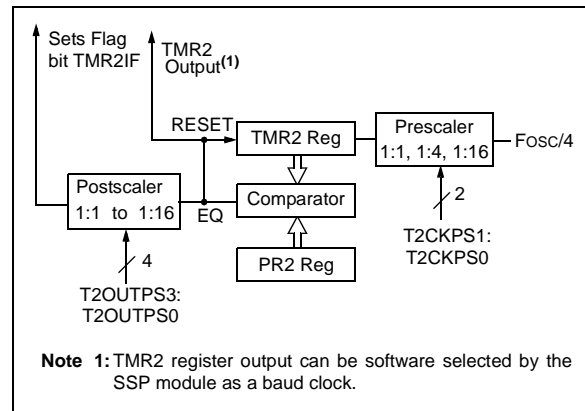 Sets Flag
bit TMR2IF
TMR2
Output(1)
RESET
TMR2 Reg
Prescaler
1:1, 1:4, 1:16
FOSC/4
Postscaler
1:1 to 1:16
EQ
Comparator
2
T2CKPS1:
T2CKPS0
PR2 Reg
4
T2OUTPS3:
T2OUTPS0
Note 1: TMR2 register output can be software selected by the
SSP module as a baud clock.